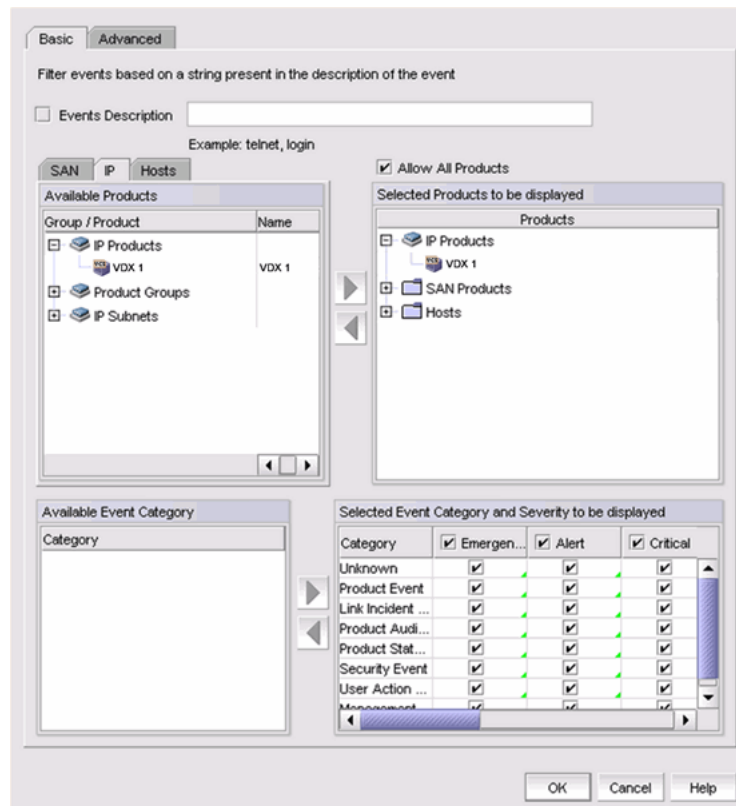 Basic Advanced
Filter events based on a string present in the description of the event
Events Description
Example: telnet, login
SAN IP Hosts
Allow All Products
Available Products
Group / Product Name
IP Products
VDX 1 VDX 1
Product Groups
IP Subnets
Selected Products to be displayed
Products
IP Products
VDX 1
SAN Products
Hosts
Available Event Category
Category
Selected Event Category and Severity to be displayed
Category Emergen... Alert Critical
Unknown
Product Event
Link Incident ...
Product Audi...
Product Stat...
Security Event
User Action ...
Management
OK Cancel Help